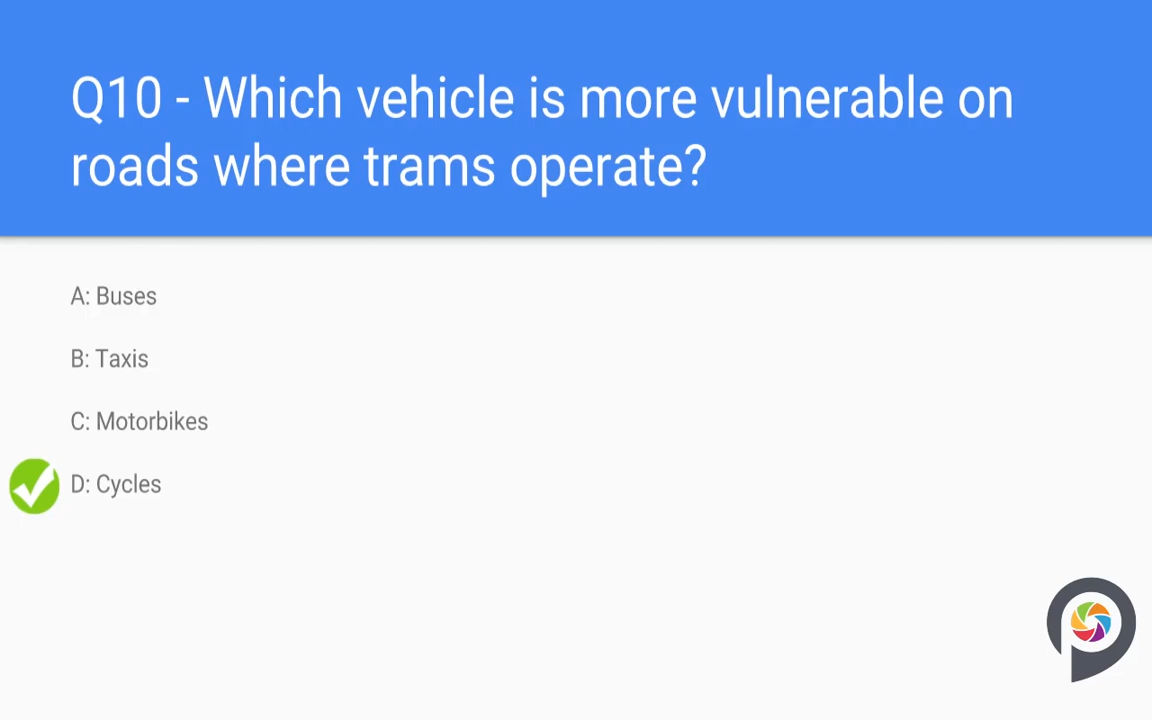 Q10 - Which vehicle is more vulnerable on
roads where trams operate?
A: Buses
B: Taxis
C: Motorbikes
D: Cycles